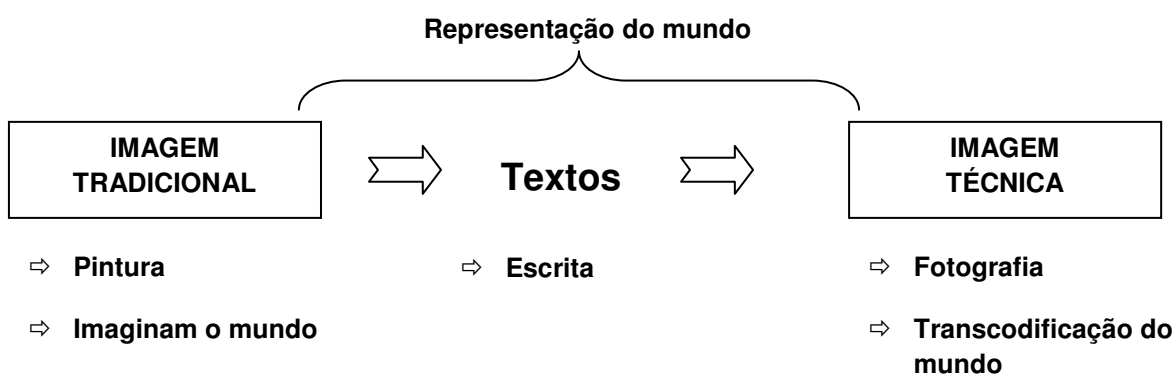 Representação do mundo
IMAGEM
TRADICIONAL
Textos
IMAGEM
TÉCNICA
⇨ Pintura
⇨ Imaginam o mundo
⇨ Escrita
⇨ Fotografia
⇨ Transcodificação do
mundo